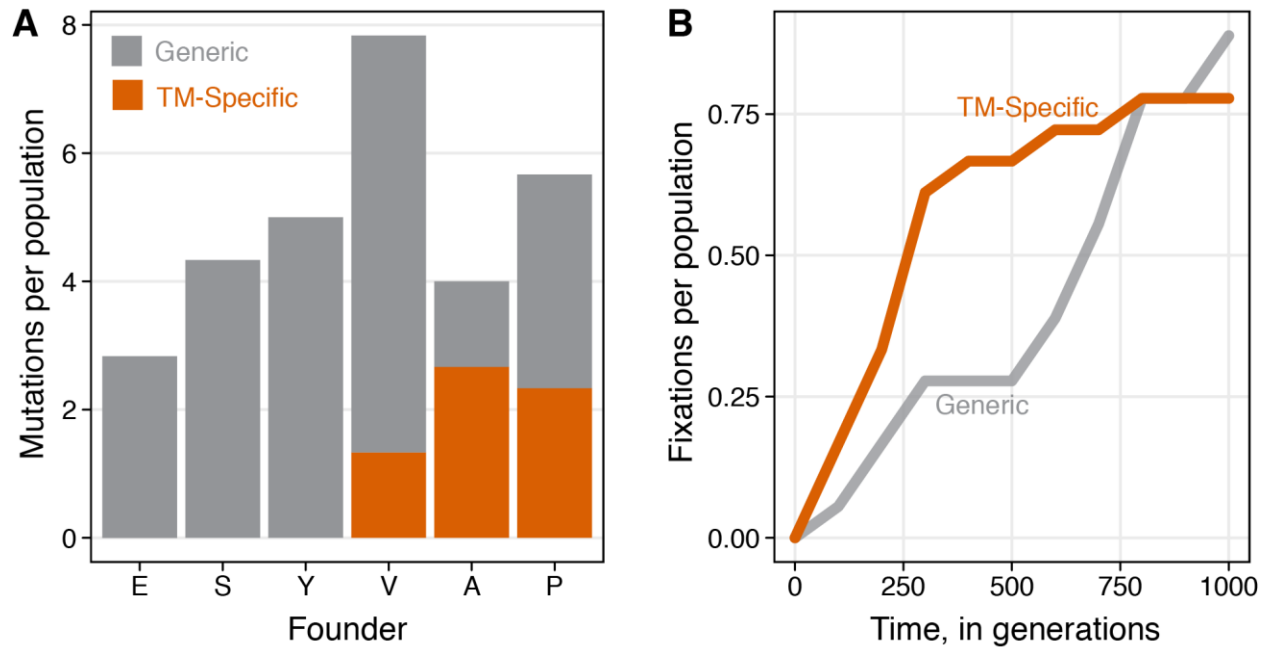 A
8
6
4
2
0
Mutations per population
Generic
TM-Specific
E S Y V A P
Founder
B
0.75
0.50
0.25
0.00
Fixations per population
TM-Specific
Generic
0 250 500 750 1000
Time, in generations